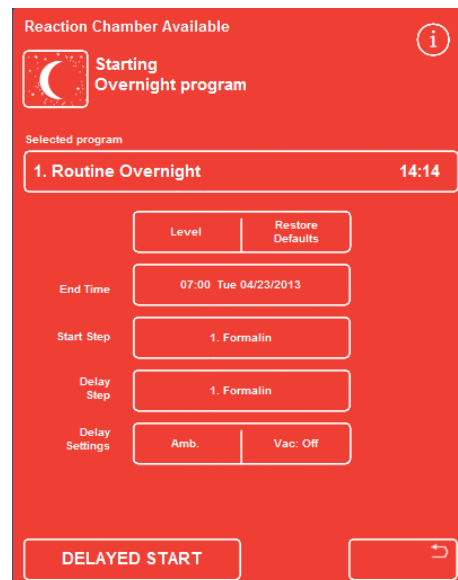 Reaction Chamber Available
i
Starting
Overnight program
Selected program
1. Routine Overnight 14:14
Level Restore
Defaults
End Time 07:00 Tue 04/23/2013
Start Step 1. Formalin
Delay
Step 1. Formalin
Delay
Settings Amb. Vac: Off
DELAYED START